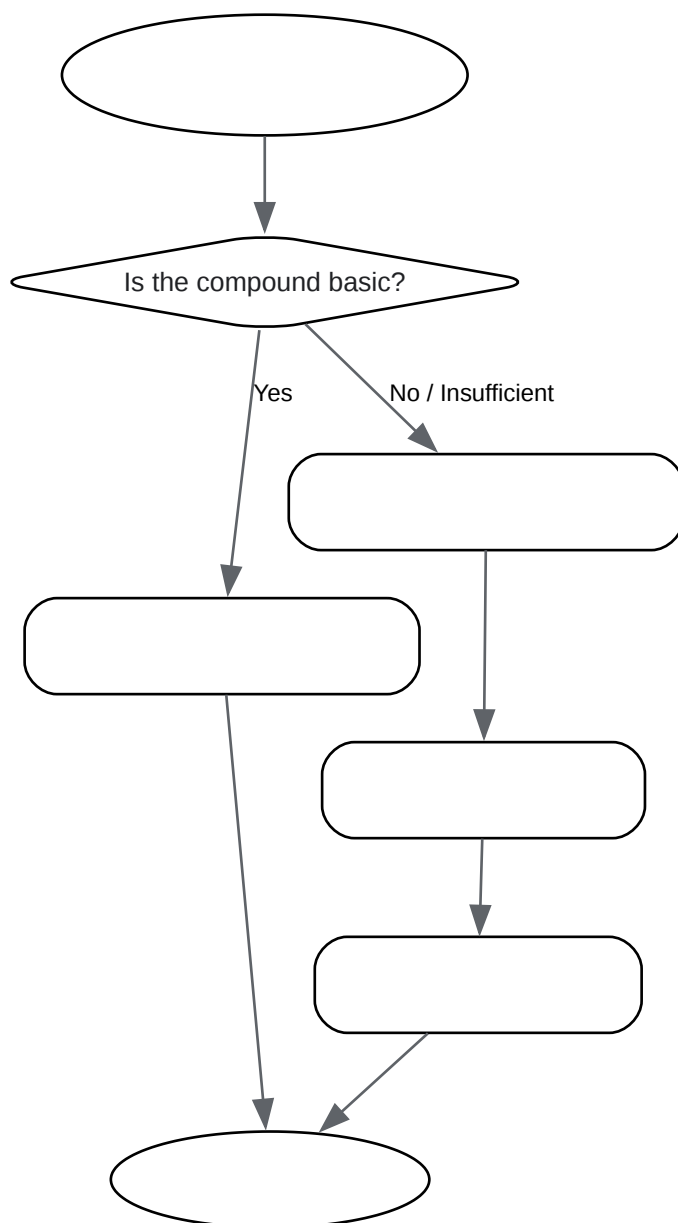 Is the compound basic?
Yes
No / Insufficient